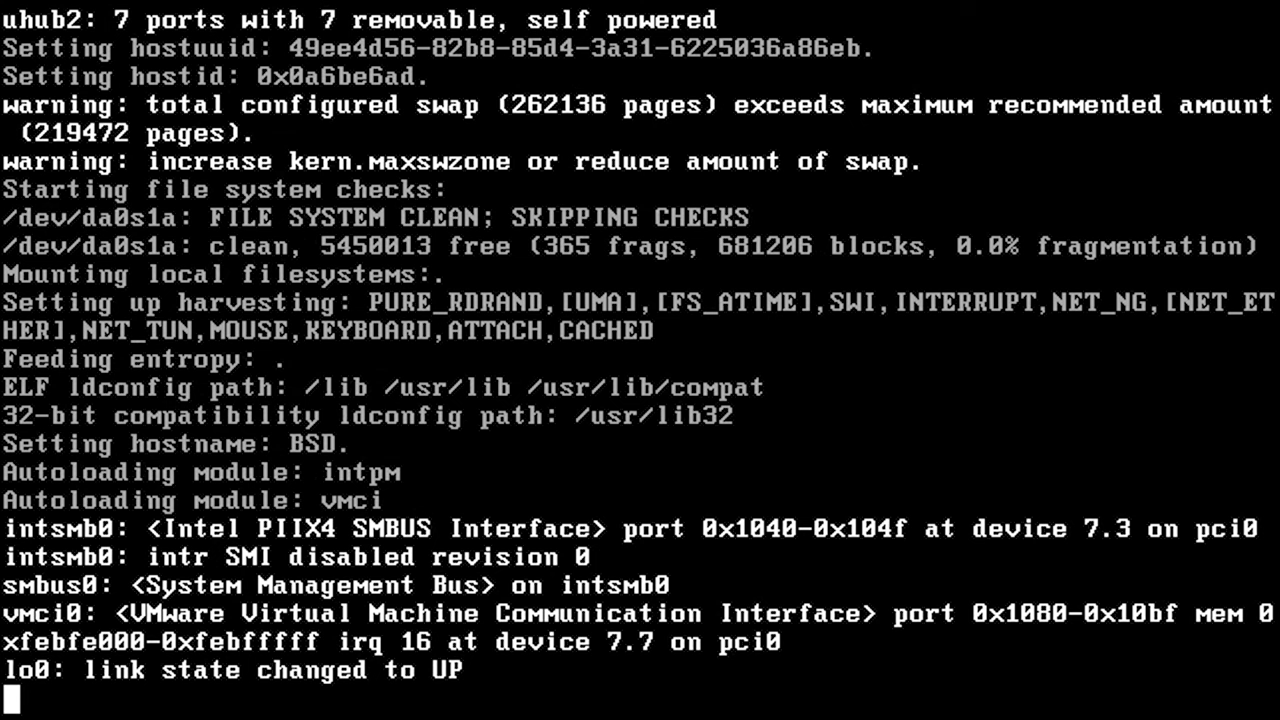 uhub2: 7 ports with 7 removable, self powered
Setting hostuuid: 49ee4d56-82b8-85d4-3a31-6225036a86eb.
Setting hostid: 0x0a6be6ad.
warning: total configured swap (262136 pages) exceeds maximum recommended amount
 (219472 pages).
warning: increase kern.maxswzone or reduce amount of swap.
Starting file system checks:
/dev/da0s1a: FILE SYSTEM CLEAN; SKIPPING CHECKS
/dev/da0s1a: clean, 5450013 free (365 frags, 681206 blocks, 0.0% fragmentation)
Mounting local filesystems:.
Setting up harvesting: PURE_RDRAND,[UMA],[FS_ATIME],SWI,INTERRUPT,NET_NG,[NET_ET
HER],NET_TUN,MOUSE,KEYBOARD,ATTACH,CACHED
Feeding entropy: .
ELF ldconfig path: /lib /usr/lib /usr/lib/compat
32-bit compatibility ldconfig path: /usr/lib32
Setting hostname: BSD.
Autoloading module: intpm
Autoloading module: vmci
intsmb0: <Intel PIIX4 SMBUS Interface> port 0x1040-0x104f at device 7.3 on pci0
intsmb0: intr SMI disabled revision 0
smbus0: <System Management Bus> on intsmb0
vmci0: <VMware Virtual Machine Communication Interface> port 0x1080-0x10bf mem 0
xfebfe000-0xfebfffff irq 16 at device 7.7 on pci0
lo0: link state changed to UP